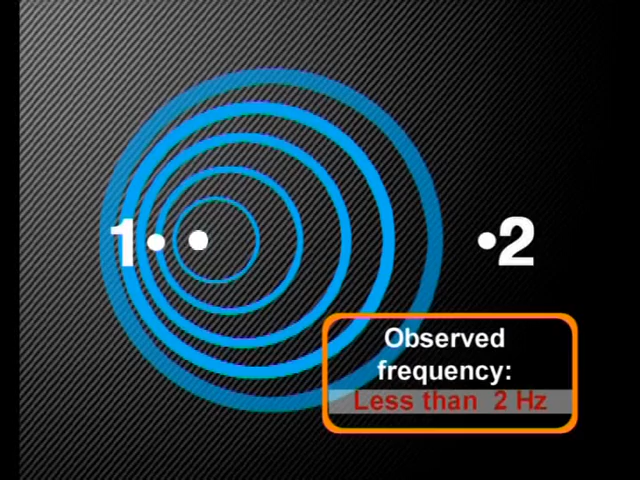 1
2
Observed
frequency:
Less than 2 Hz